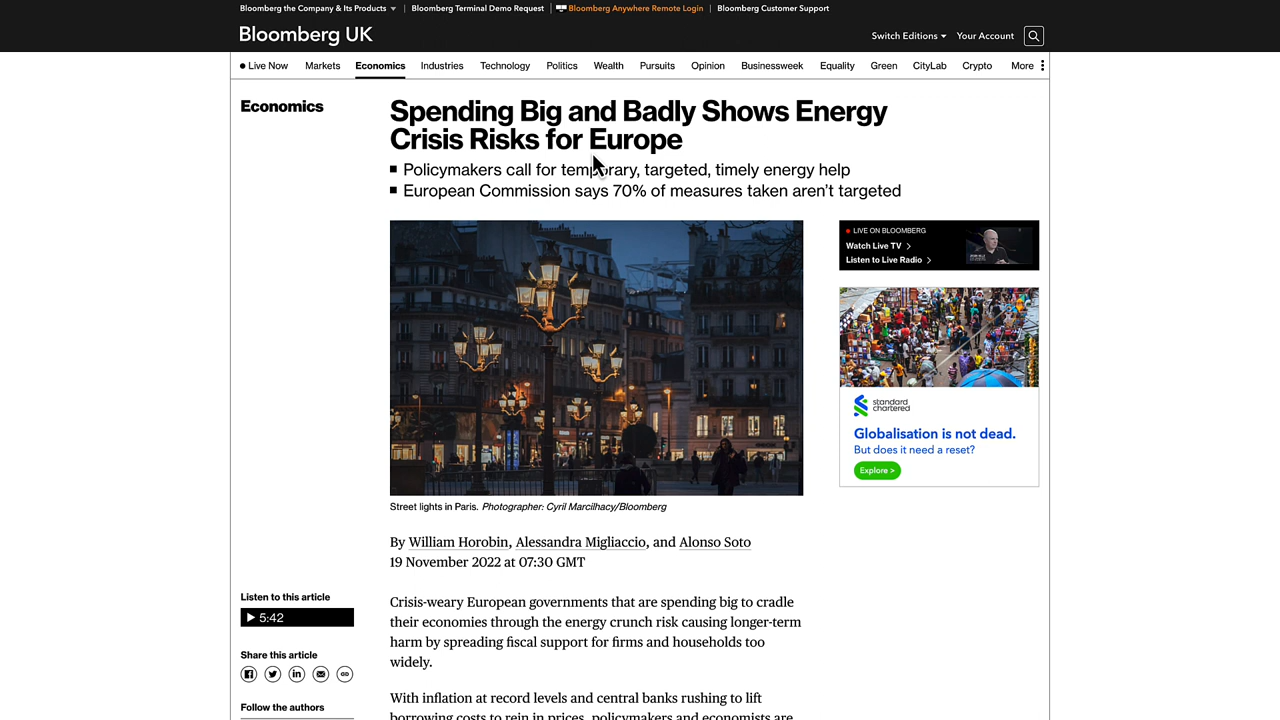 Bloomberg the Company & Its Products
Bloomberg Terminal Demo Request
Bloomberg Anywhere Remote Login
Bloomberg Customer Support
Bloomberg UK
Switch Editions
Your Account
Live Now
Markets
Economics
Industries
Technology
Politics
Wealth
Pursuits
Opinion
Businessweek
Equality
Green
CityLab
Crypto
More
Economics
Spending Big and Badly Shows Energy
Crisis Risks for Europe
Policymakers call for temporary, targeted, timely energy help
European Commission says 70% of measures taken aren't targeted
LIVE ON BLOOMBERG
Watch Live TV
Listen to Live Radio
standard
chartered
Globalisation is not dead.
But does it need a reset?
Explore >
Street lights in Paris. Photographer: Cyril Marcilhacy/Bloomberg
By William Horobin, Alessandra Migliaccio, and Alonso Soto
19 November 2022 at 07:30 GMT
Listen to this article
5:42
Share this article
Follow the authors
Crisis-weary European governments that are spending big to cradle
their economies through the energy crunch risk causing longer-term
harm by spreading fiscal support for firms and households too
widely.
With inflation at record levels and central banks rushing to lift
borrowing costs to rein in prices, policymakers and economists are